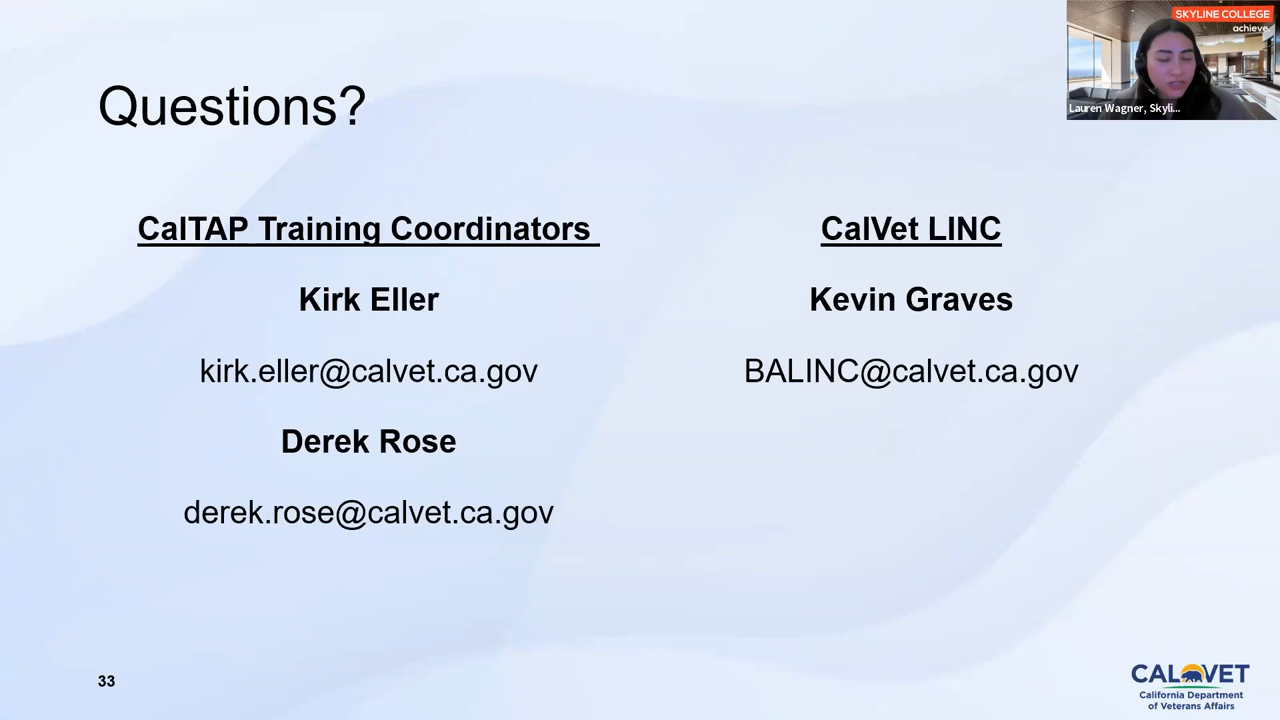 Questions?
CalTAP Training Coordinators
Kirk Eller
kirk.eller@calvet.ca.gov
Derek Rose
derek.rose@calvet.ca.gov
CalVet LINC
Kevin Graves
BALINC@calvet.ca.gov
SKYLINE COLLEGE
achieve.
Lauren Wagner, Skyli...
33
CALVET
California Department
of Veterans Affairs